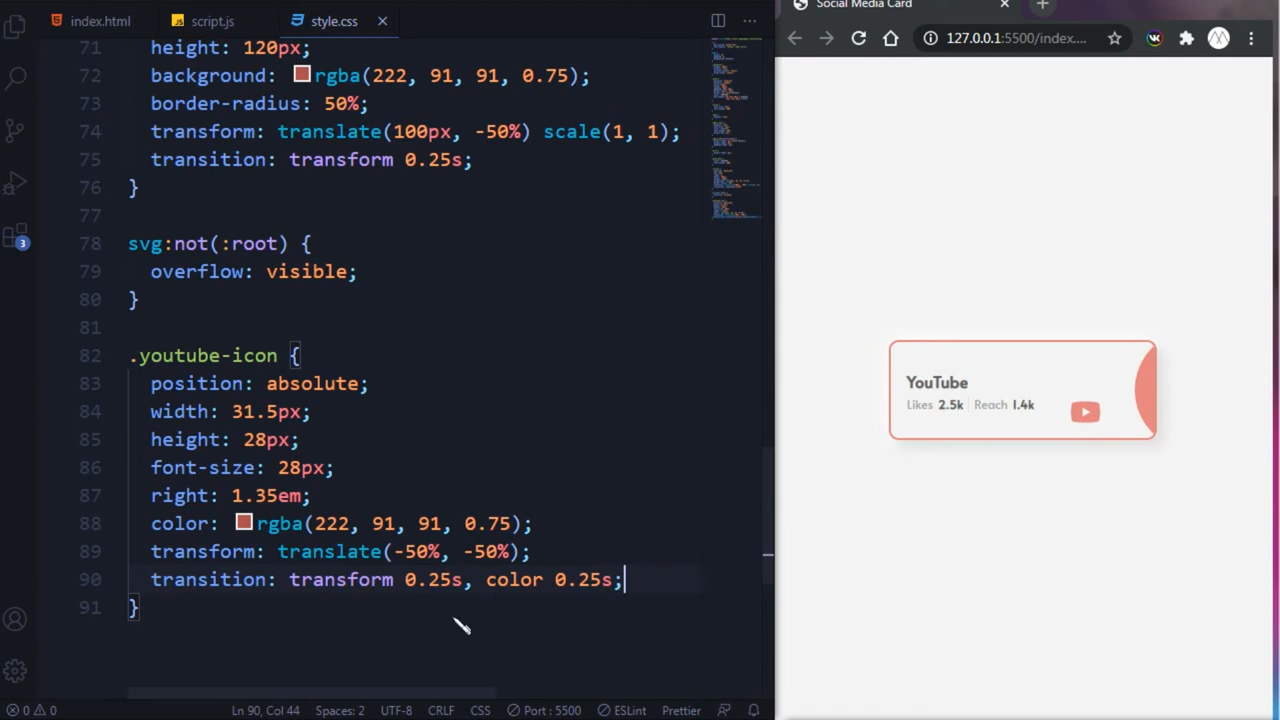 index.html
script.js
style.css
71 height: 120px;
72 background: rgba(222, 91, 91, 0.75);
73 border-radius: 50%;
74 transform: translate(100px, -50%) scale(1, 1);
75 transition: transform 0.25s;
76 }
77
78 svg:not(:root) {
79 overflow: visible;
80 }
81
82 .youtube-icon {
83 position: absolute;
84 width: 31.5px;
85 height: 28px;
86 font-size: 28px;
87 right: 1.35em;
88 color: rgba(222, 91, 91, 0.75);
89 transform: translate(-50%, -50%);
90 transition: transform 0.25s, color 0.25s;
91 }
3
0 0 Ln 90, Col 44 Spaces: 2 UTF-8 CRLF CSS Port : 5500 ESLint Prettier
Social Media Card
127.0.0.1:5500/index....
YouTube
Likes 2.5k Reach 1.4k